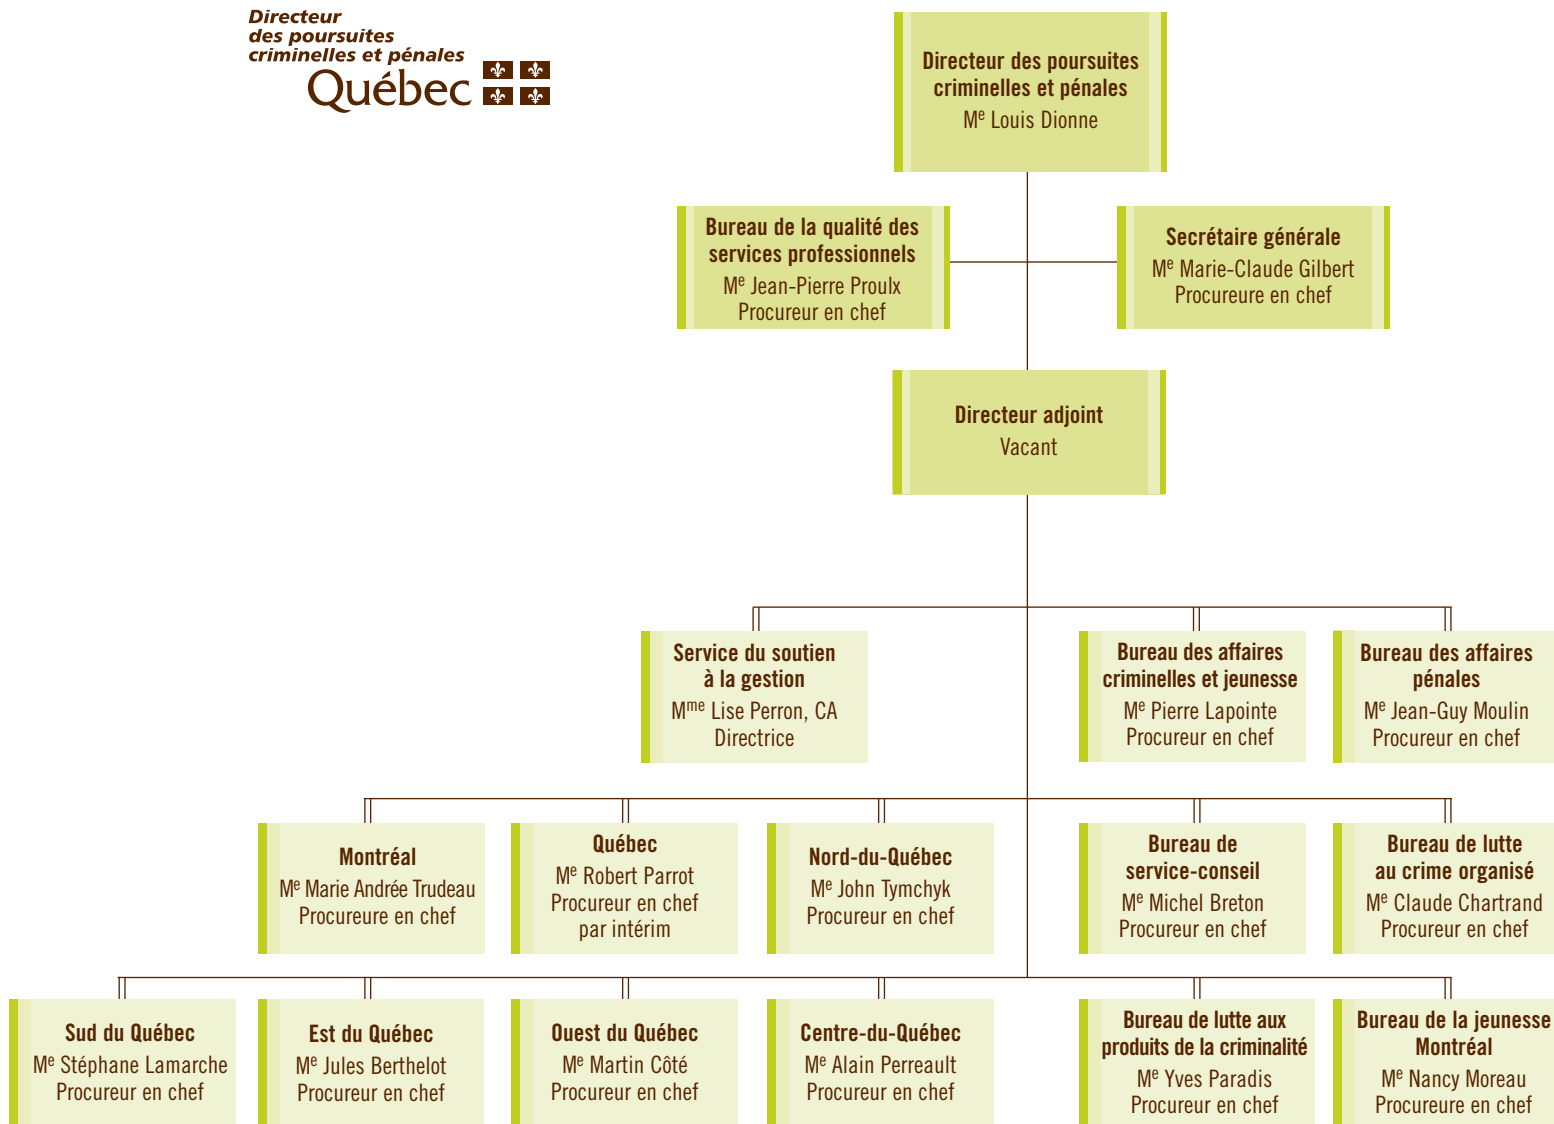 Directeur
des poursuites
criminelles et pénales
Québec
Directeur des poursuites
criminelles et pénales
Me Louis Dionne
Bureau de la qualité des
services professionnels
Me Jean-Pierre Proulx
Procureur en chef
Secrétaire générale
Me Marie-Claude Gilbert
Procureure en chef
Directeur adjoint
Vacant
Service du soutien
à la gestion
Mme Lise Perron, CA
Directrice
Bureau des affaires
criminelles et jeunesse
Me Pierre Lapointe
Procureur en chef
Bureau des affaires
pénales
Me Jean-Guy Moulin
Procureur en chef
Montréal
Me Marie Andrée Trudeau
Procureure en chef
Québec
Me Robert Parrot
Procureur en chef
par intérim
Nord-du-Québec
Me John Tymchyk
Procureur en chef
Bureau de
service-conseil
Me Michel Breton
Procureur en chef
Bureau de lutte
au crime organisé
Me Claude Chartrand
Procureur en chef
Sud du Québec
Me Stéphane Lamarche
Procureur en chef
Est du Québec
Me Jules Berthelot
Procureur en chef
Ouest du Québec
Me Martin Côté
Procureur en chef
Centre-du-Québec
Me Alain Perreault
Procureur en chef
Bureau de lutte aux
produits de la criminalité
Me Yves Paradis
Procureur en chef
Bureau de la jeunesse
Montréal
Me Nancy Moreau
Procureure en chef